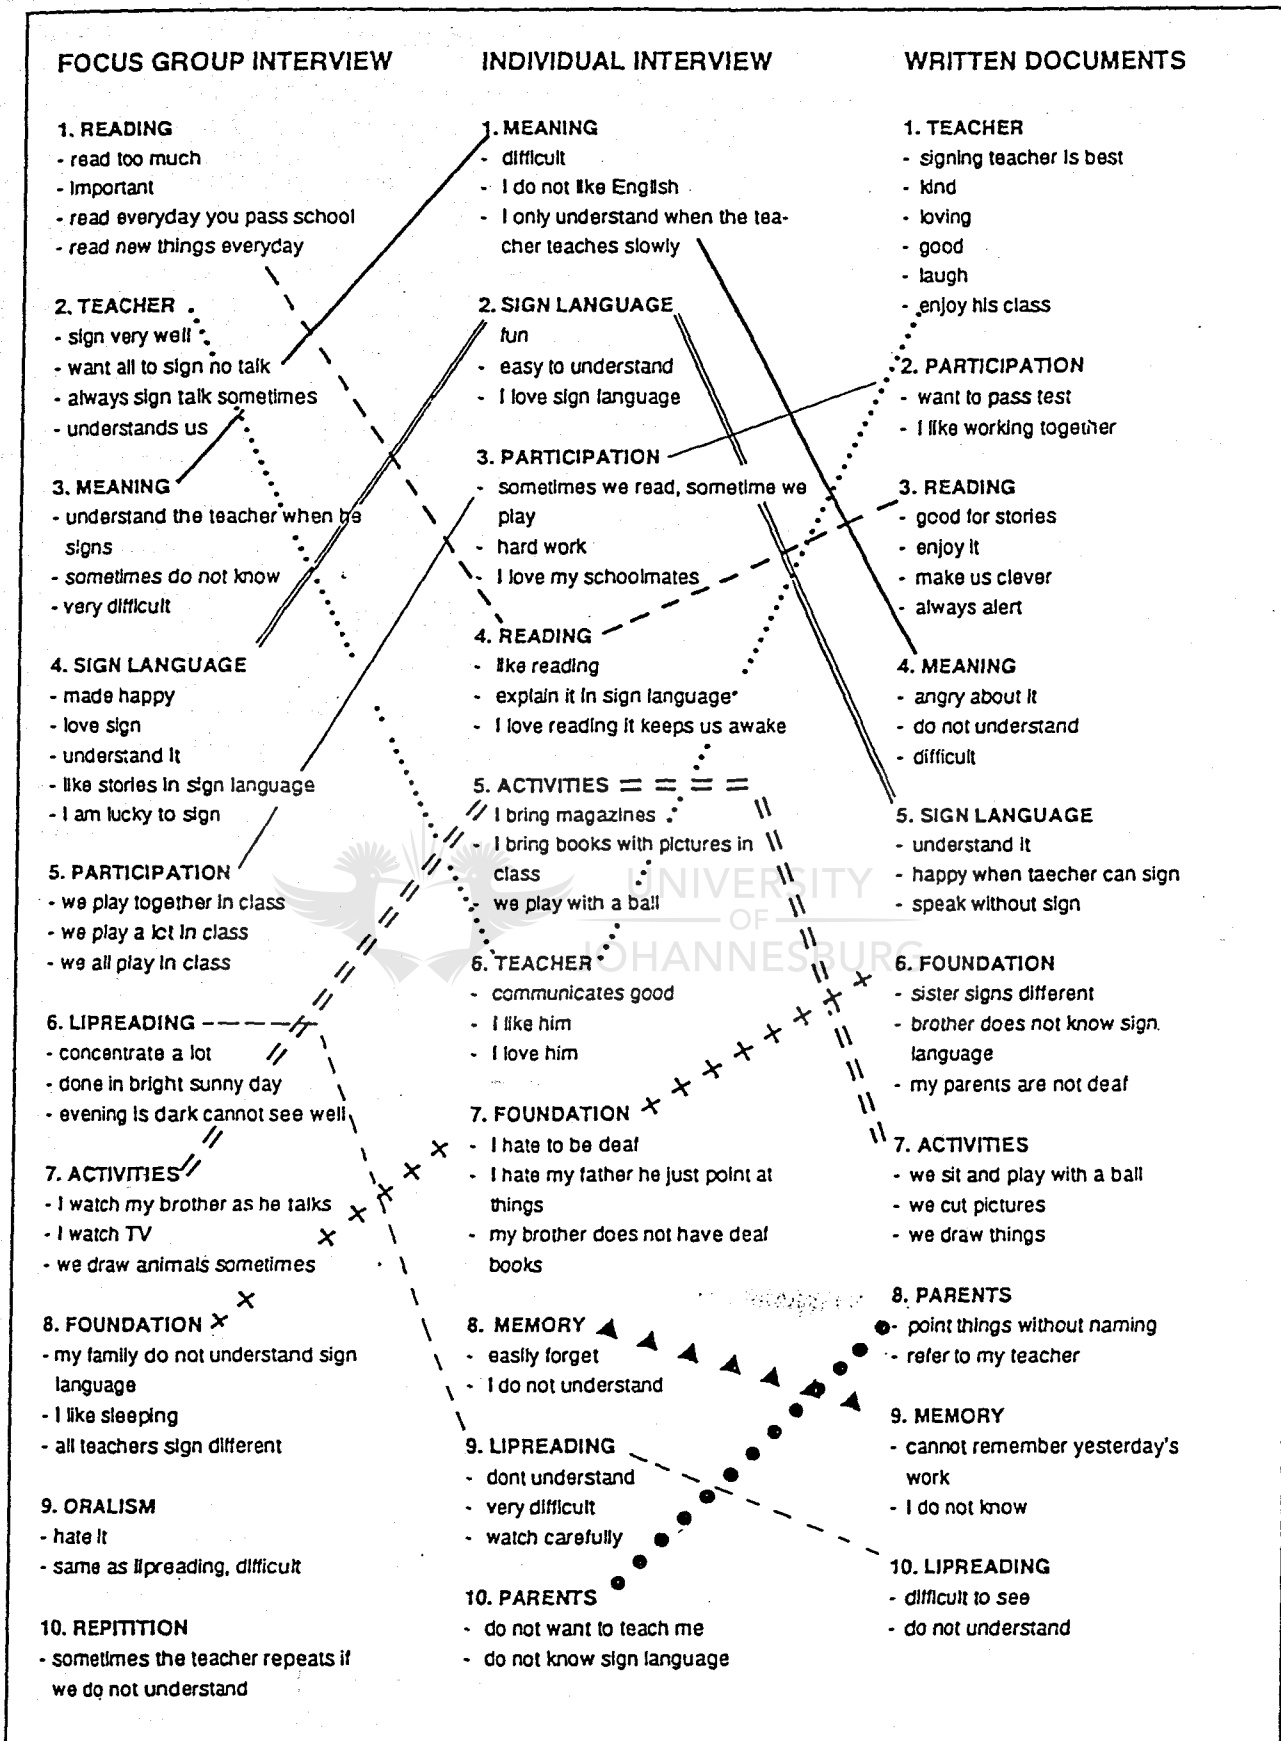 FOCUS GROUP INTERVIEW
1. READING
- read too much
- Important
- read everyday you pass school
- read new things everyday
2. TEACHER
- sign very well
- want all to sign no talk
- always sign talk sometimes
- understands us
3. MEANING
- understand the teacher when he
signs
- sometimes do not know
- very difficult
4. SIGN LANGUAGE
- made happy
- love sign
- understand it
- like stories in sign language
- I am lucky to sign
5. PARTICIPATION
- we play together in class
- we play a lot in class
- we all play in class
6. LIPREADING
- concentrate a lot
- done in bright sunny day
- evening is dark cannot see well
7. ACTIVITIES
- I watch my brother as he talks
- I watch TV
- we draw animals sometimes
8. FOUNDATION
- my family do not understand sign
language
- I like sleeping
- all teachers sign different
9. ORALISM
- hate it
- same as lipreading, difficult
10. REPITITION
- sometimes the teacher repeats if
we do not understand
INDIVIDUAL INTERVIEW
1. MEANING
- difficult
- I do not like English
- I only understand when the tea-
cher teaches slowly
2. SIGN LANGUAGE
fun
- easy to understand
- I love sign language
3. PARTICIPATION
- sometimes we read, sometime we
play
- hard work
- I love my schoolmates
4. READING
- like reading
- explain it in sign language
- I love reading it keeps us awake
5. ACTIVITIES
I bring magazines
- I bring books with pictures in
class
- we play with a ball
6. TEACHER
- communicates good
- I like him
- I love him
7. FOUNDATION
- I hate to be deaf
- I hate my father he just point at
things
- my brother does not have deaf
books
8. MEMORY
- easily forget
- I do not understand
9. LIPREADING
- dont understand
- very difficult
- watch carefully
10. PARENTS
- do not want to teach me
- do not know sign language
WRITTEN DOCUMENTS
1. TEACHER
- signing teacher is best
- kind
- loving
- good
- laugh
- enjoy his class
2. PARTICIPATION
- want to pass test
- I like working together
3. READING
- good for stories
- enjoy it
- make us clever
- always alert
4. MEANING
- angry about it
- do not understand
- difficult
5. SIGN LANGUAGE
- understand it
- happy when taecher can sign
- speak without sign
6. FOUNDATION
- sister signs different
- brother does not know sign
language
- my parents are not deaf
7. ACTIVITIES
- we sit and play with a ball
- we cut pictures
- we draw things
8. PARENTS
- point things without naming
- refer to my teacher
9. MEMORY
- cannot remember yesterday's
work
- I do not know
10. LIPREADING
- difficult to see
- do not understand
UNIVERSITY
OF
JOHANNESBURG